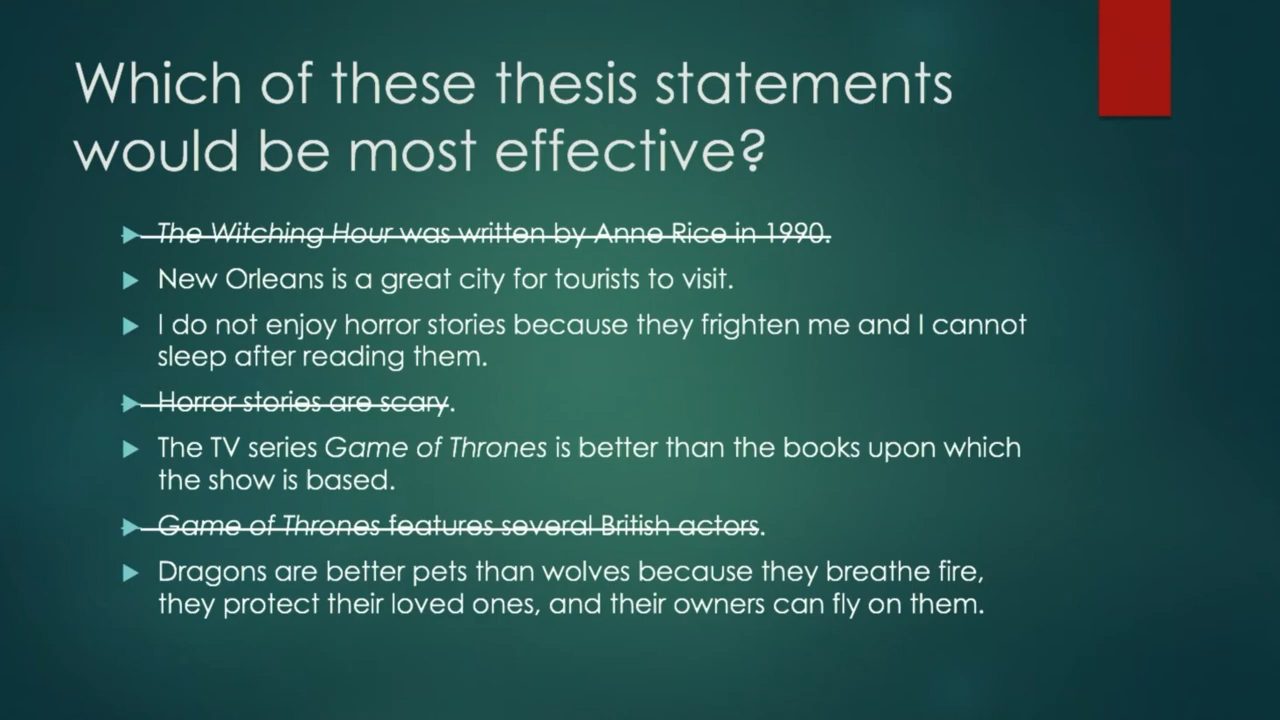 Which of these thesis statements
would be most effective?
The Witching Hour was written by Anne Rice in 1990.
New Orleans is a great city for tourists to visit.
I do not enjoy horror stories because they frighten me and I cannot
sleep after reading them.
Horror stories are scary.
The TV series Game of Thrones is better than the books upon which
the show is based.
Game of Thrones features several British actors.
Dragons are better pets than wolves because they breathe fire,
they protect their loved ones, and their owners can fly on them.